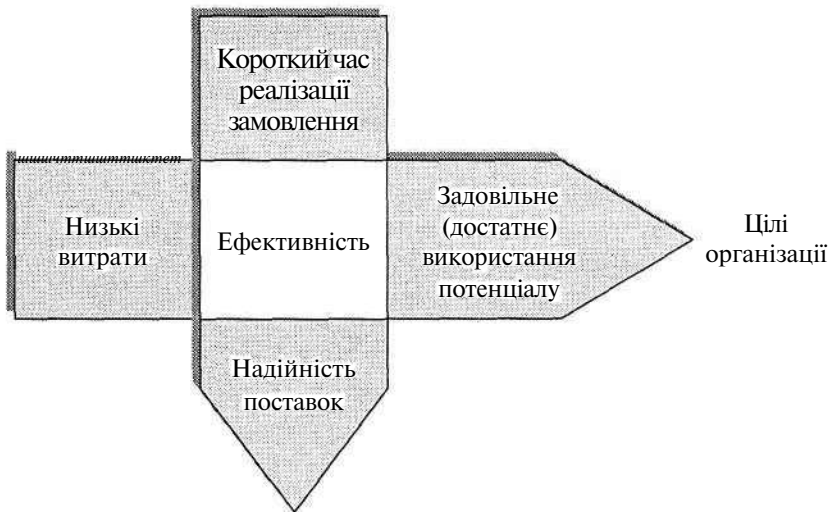 Короткий час
реалізації
замовлення
Низькі
витрати
Ефективність
Задовільне
(достатнє)
використання
потенціалу
Цілі
організації
Надійність
поставок